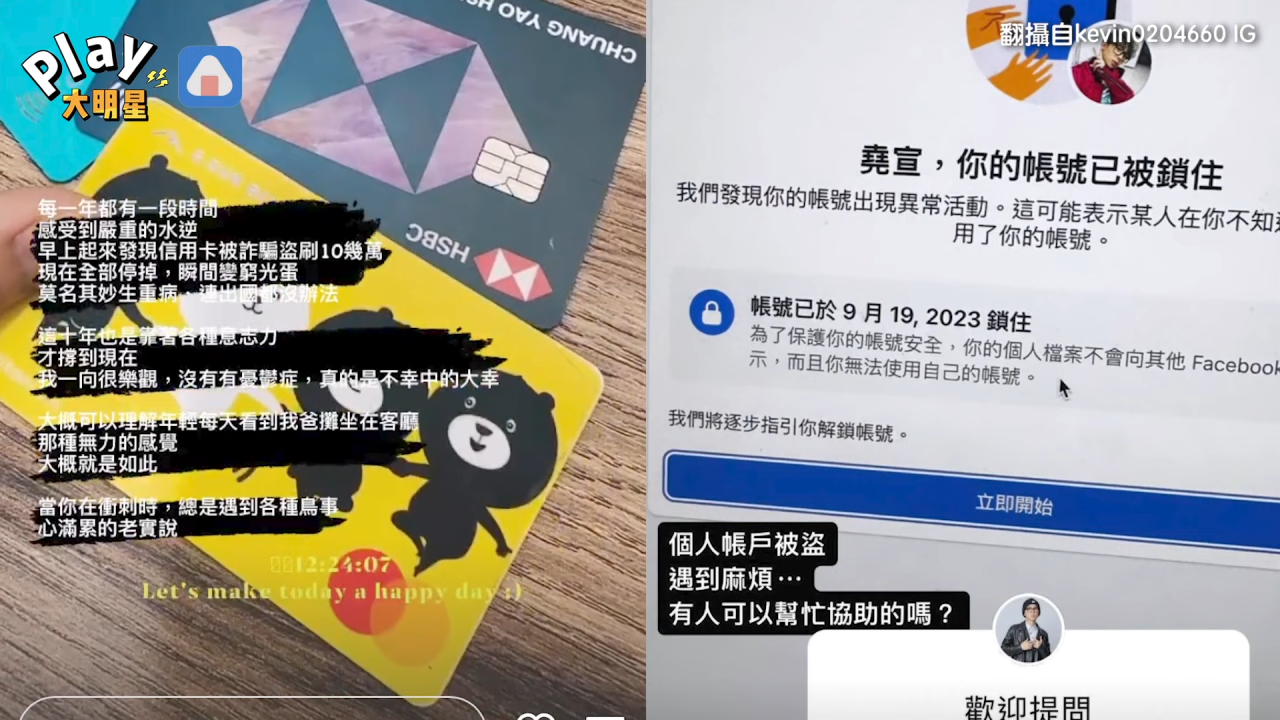 Play
大明星
CHUANG YAO HS
HSBC
每一年都有一段時間
感受到嚴重的水逆
早上起來發現信用卡被詐騙盜刷10幾萬
現在全部停掉，瞬間變窮光蛋
莫名其妙生重病、連出國都沒辦法
這十年也是靠著各種意志力
才撐到現在
我一向很樂觀，沒有有憂鬱症，真的是不幸中的大幸
大概可以理解年輕每天看到我爸攤坐在客廳
那種無力的感覺
大概就是如此
當你在衝刺時，總是遇到各種鳥事
心滿累的老實說
12:24:07
Let's make today a happy day :)
翻攝自kevin0204660 IG
堯宣，你的帳號已被鎖住
我們發現你的帳號出現異常活動。這可能表示某人在你不知
用了你的帳號。
帳號已於 9 月 19, 2023 鎖住
為了保護你的帳號安全，你的個人檔案不會向其他 Facebook
示，而且你無法使用自己的帳號。
我們將逐步指引你解鎖帳號。
立即開始
個人帳戶被盜
遇到麻煩⋯
有人可以幫忙協助的嗎？
歡迎提問